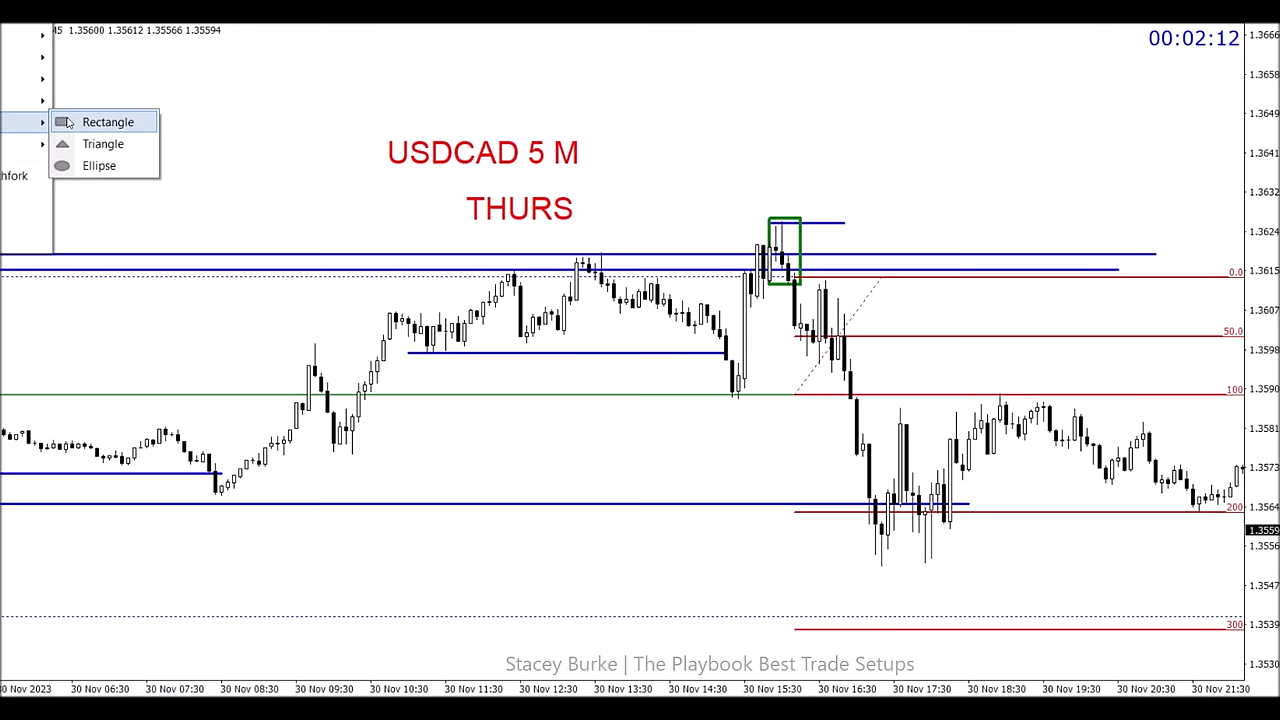 M5 1.35600 1.35612 1.35566 1.35594
00:02:12
Rectangle
Triangle
Ellipse
hfork
USDCAD 5 M
THURS
0.0
50.0
100
200
300
1.3666
1.3658
1.3649
1.3641
1.3632
1.3624
1.3615
1.3607
1.3598
1.3590
1.3581
1.3573
1.3564
1.3559
1.3556
1.3547
1.3539
1.3530
Stacey Burke | The Playbook Best Trade Setups
0 Nov 2023 30 Nov 06:30 30 Nov 07:30 30 Nov 08:30 30 Nov 09:30 30 Nov 10:30 30 Nov 11:30 30 Nov 12:30 30 Nov 13:30 30 Nov 14:30 30 Nov 15:30 30 Nov 16:30 30 Nov 17:30 30 Nov 18:30 30 Nov 19:30 30 Nov 20:30 30 Nov 21:30